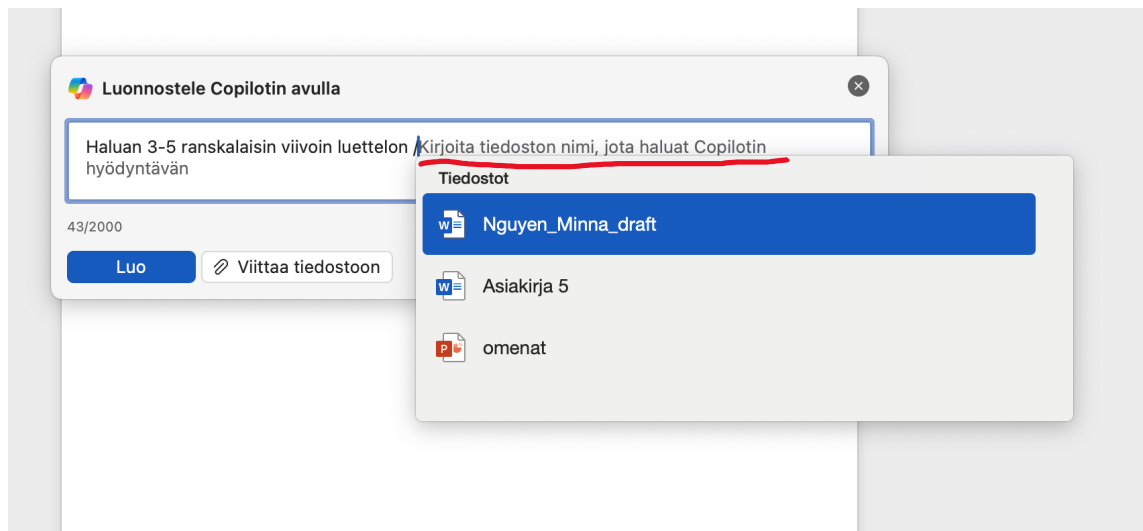 Luonnostele Copilotin avulla
Haluan 3-5 ranskalaisin viivoin luettelon /Kirjoita tiedoston nimi, jota haluat Copilotin
hyödyntävän
43/2000
Luo
Viittaa tiedostoon
Tiedostot
Nguyen_Minna_draft
Asiakirja 5
omenat